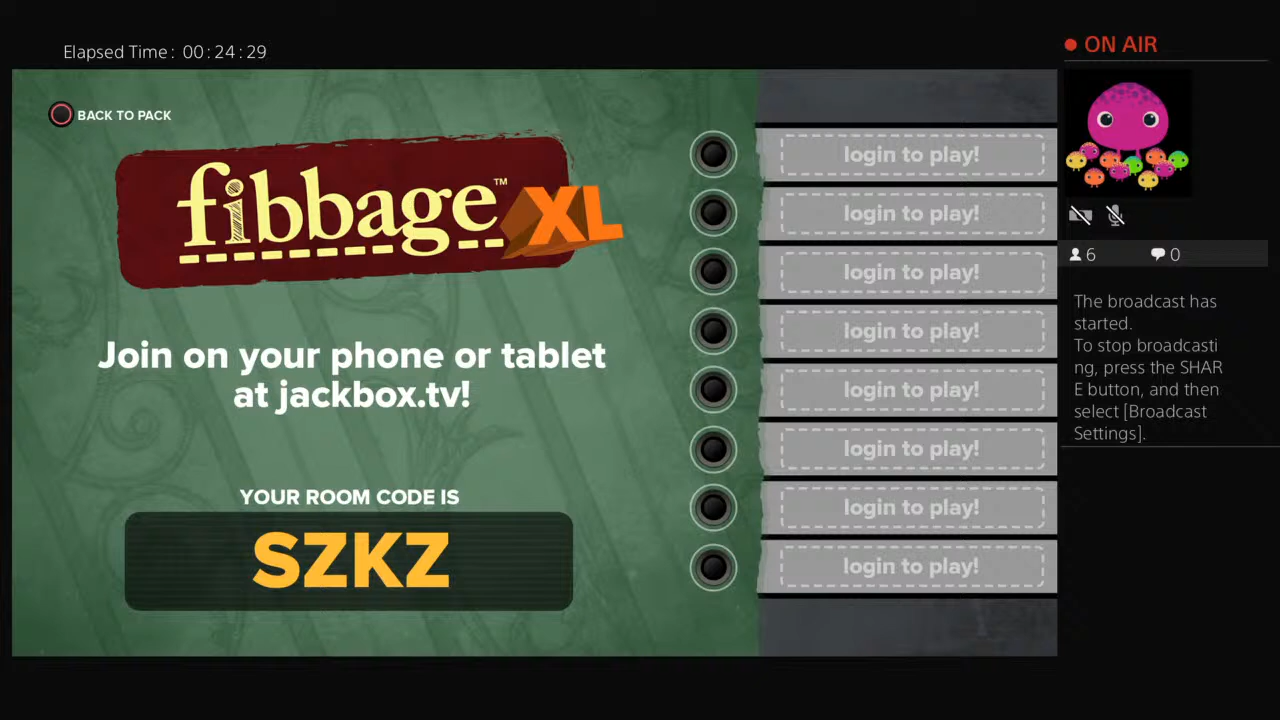 Elapsed Time: 00:24:29
ON AIR
BACK TO PACK
fibbage™ XL
Join on your phone or tablet
at jackbox.tv!
YOUR ROOM CODE IS
SZKZ
login to play!
login to play!
login to play!
login to play!
login to play!
login to play!
login to play!
login to play!
6 0
The broadcast has
started.
To stop broadcasti
ng, press the SHAR
E button, and then
select [Broadcast
Settings].